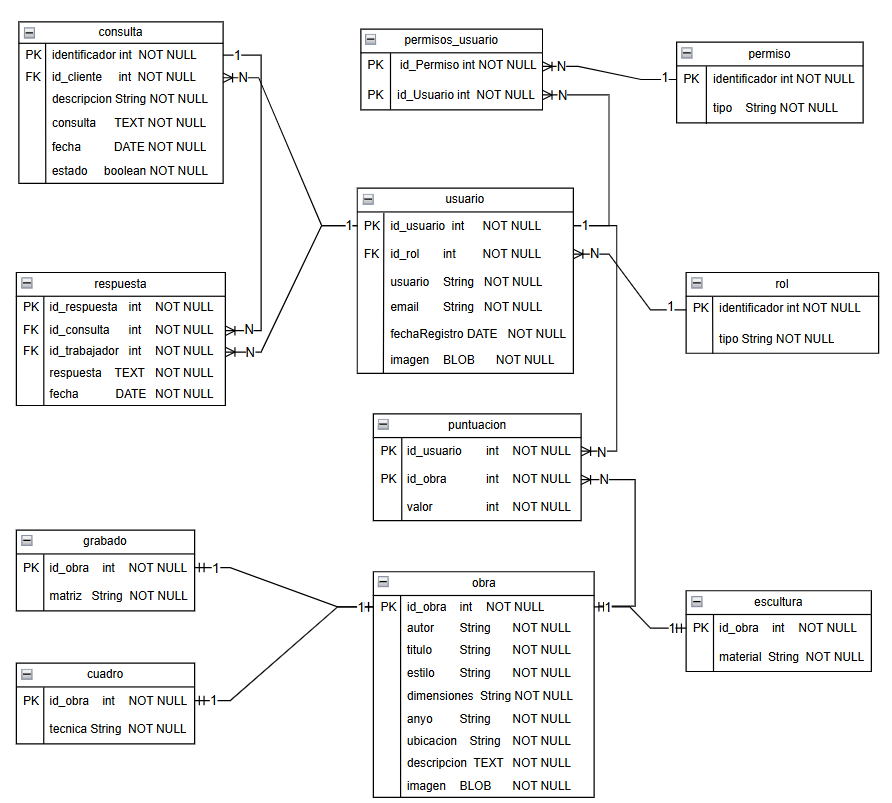 consulta
PK identificador int NOT NULL 1
FK id_cliente int NOT NULL N
descripcion String NOT NULL
consulta TEXT NOT NULL
fecha DATE NOT NULL
estado boolean NOT NULL
permisos_usuario
PK id_Permiso int NOT NULL N
PK id_Usuario int NOT NULL N
permiso
1 PK identificador int NOT NULL
tipo String NOT NULL
usuario
1 PK id_usuario int NOT NULL 1
FK id_rol int NOT NULL N
usuario String NOT NULL
email String NOT NULL
fechaRegistro DATE NOT NULL
imagen BLOB NOT NULL
respuesta
PK id_respuesta int NOT NULL
FK id_consulta int NOT NULL N
FK id_trabajador int NOT NULL N
respuesta TEXT NOT NULL
fecha DATE NOT NULL
rol
1 PK identificador int NOT NULL
tipo String NOT NULL
puntuacion
PK id_usuario int NOT NULL N
PK id_obra int NOT NULL N
valor int NOT NULL
grabado
PK id_obra int NOT NULL 1
matriz String NOT NULL
cuadro
PK id_obra int NOT NULL 1
tecnica String NOT NULL
obra
1 PK id_obra int NOT NULL 1
autor String NOT NULL
titulo String NOT NULL
estilo String NOT NULL
dimensiones String NOT NULL
anyo String NOT NULL
ubicacion String NOT NULL
descripcion TEXT NOT NULL
imagen BLOB NOT NULL
escultura
1 PK id_obra int NOT NULL
material String NOT NULL